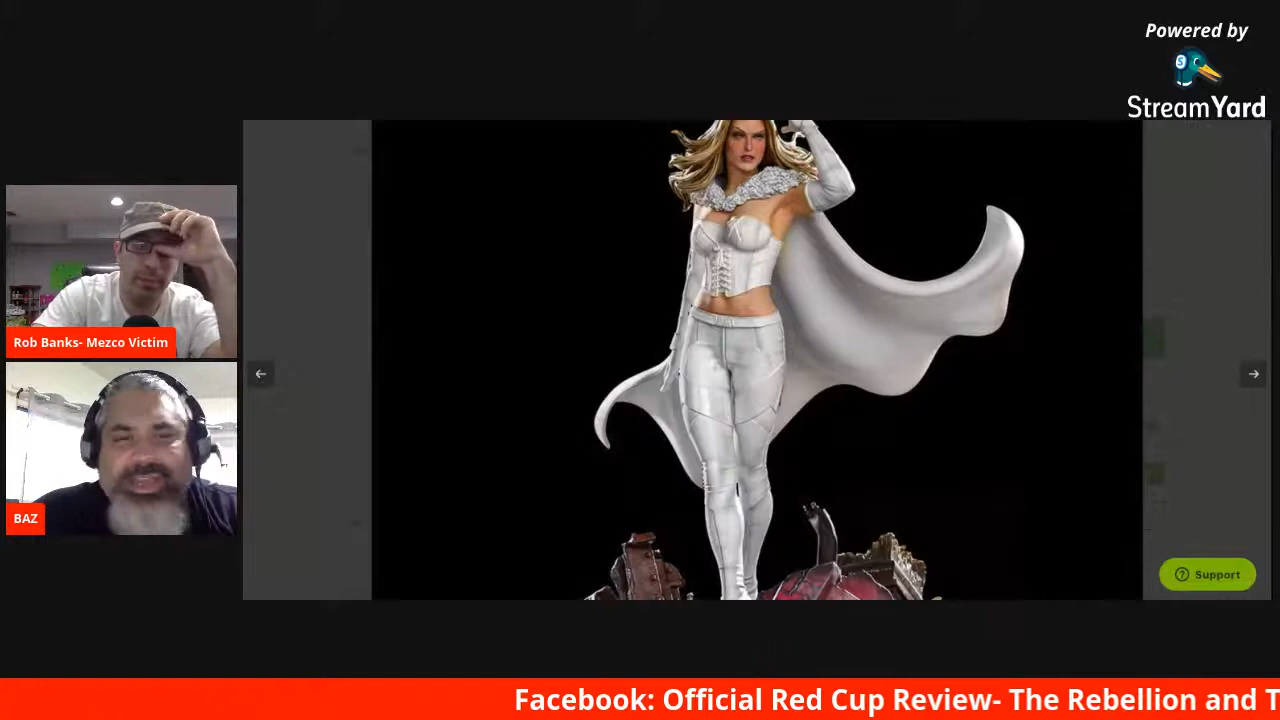 Powered by
StreamYard
Rob Banks- Mezco Victim
BAZ
Support
Facebook: Official Red Cup Review- The Rebellion and T